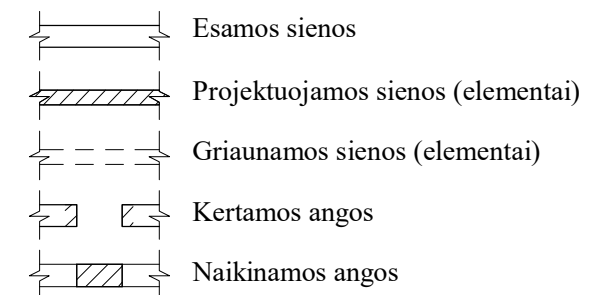 Esamos sienos
Projektuojamos sienos (elementai)
Griaunamos sienos (elementai)
Kertamos angos
Naikinamos angos